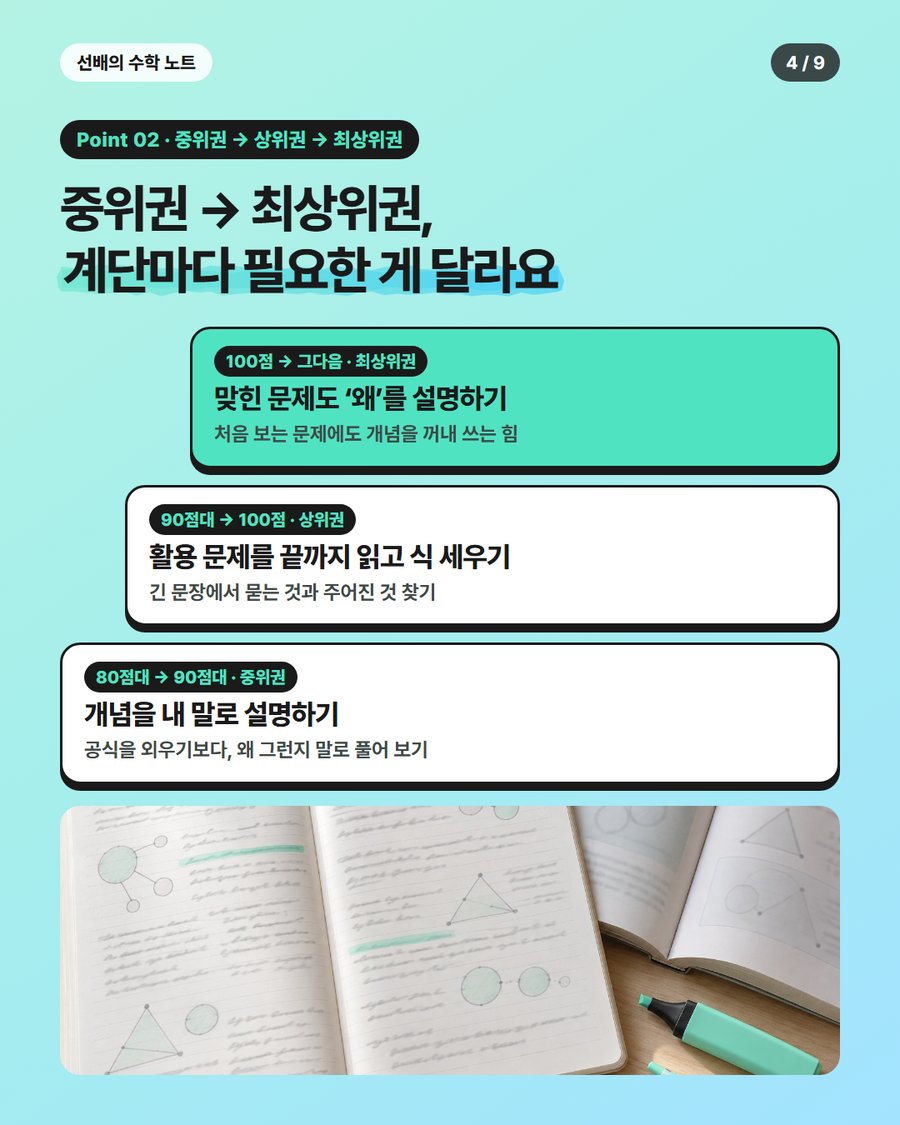 선배의 수학 노트
4 / 9
Point 02 · 중위권 → 상위권 → 최상위권
중위권 → 최상위권,
계단마다 필요한 게 달라요
100점 → 그다음 · 최상위권
맞힌 문제도 ‘왜’를 설명하기
처음 보는 문제에도 개념을 꺼내 쓰는 힘
90점대 → 100점 · 상위권
활용 문제를 끝까지 읽고 식 세우기
긴 문장에서 묻는 것과 주어진 것 찾기
80점대 → 90점대 · 중위권
개념을 내 말로 설명하기
공식을 외우기보다, 왜 그런지 말로 풀어 보기